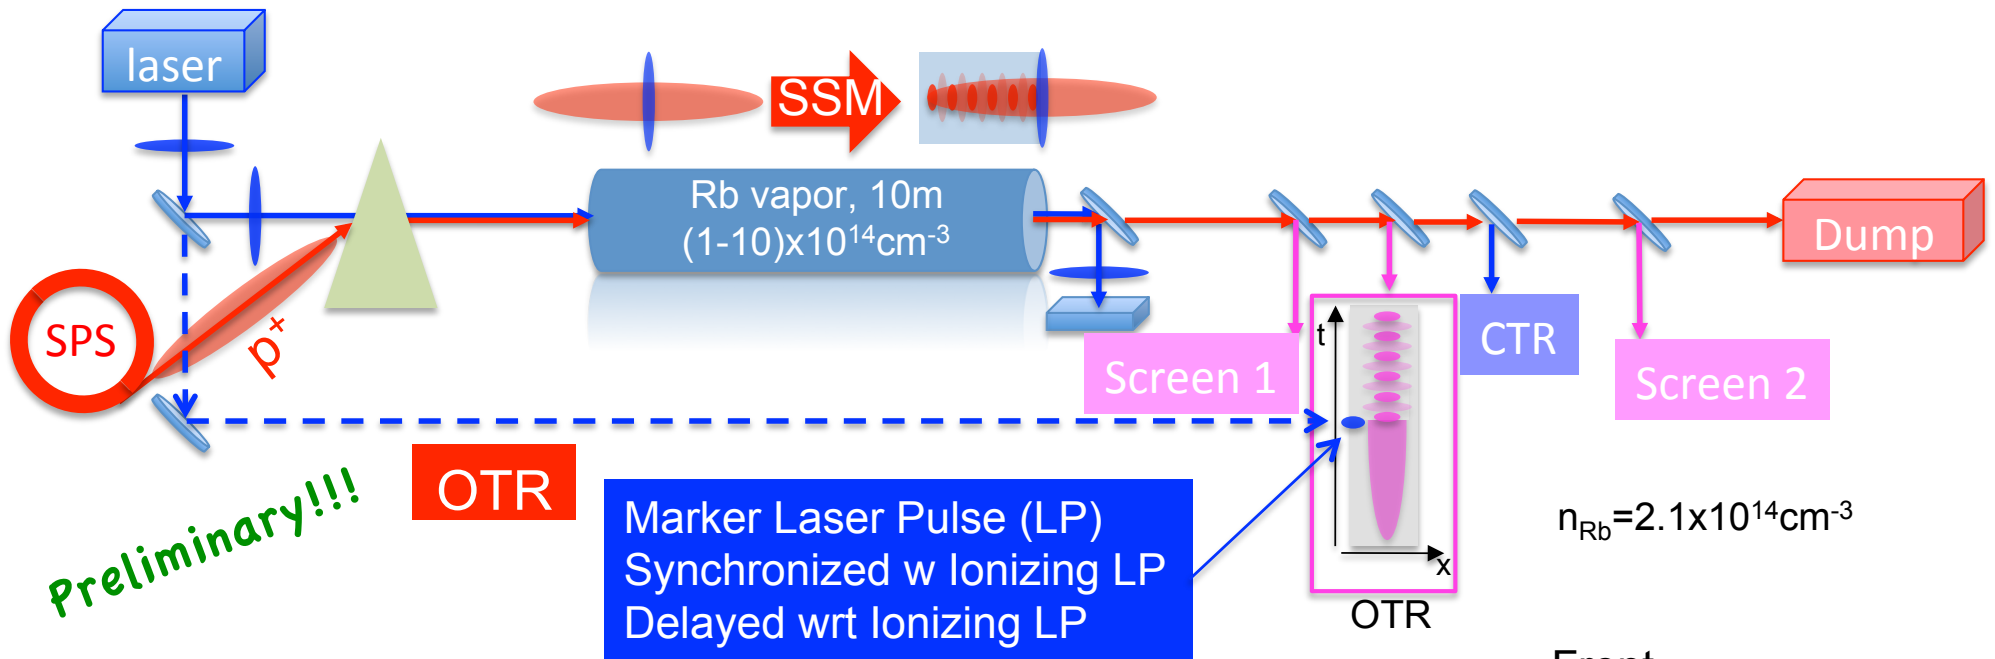 laser
SSM
Rb vapor, 10m
(1-10)x10¹⁴cm⁻³
Dump
SPS
p⁺
t
CTR
Screen 1
Screen 2
OTR
Preliminary!!!
Marker Laser Pulse (LP)
Synchronized w Ionizing LP
Delayed wrt Ionizing LP
x
OTR
n_Rb=2.1x10¹⁴cm⁻³
Front